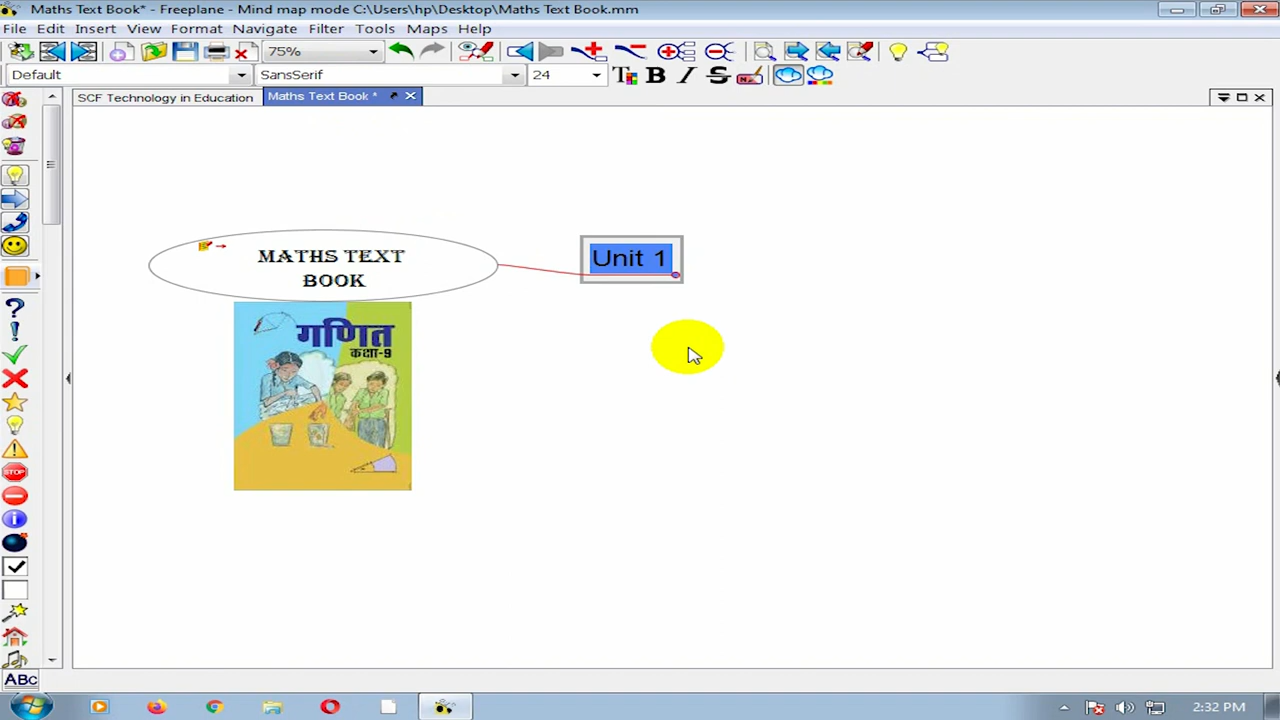 Maths Text Book* - Freeplane - Mind map mode C:\Users\hp\Desktop\Maths Text Book.mm
File Edit Insert View Format Navigate Filter Tools Maps Help
75%
Default SansSerif 24
SCF Technology in Education Maths Text Book *
MATHS TEXT
BOOK
Unit 1
गणित
कक्षा-9
STOP
ABc
2:32 PM